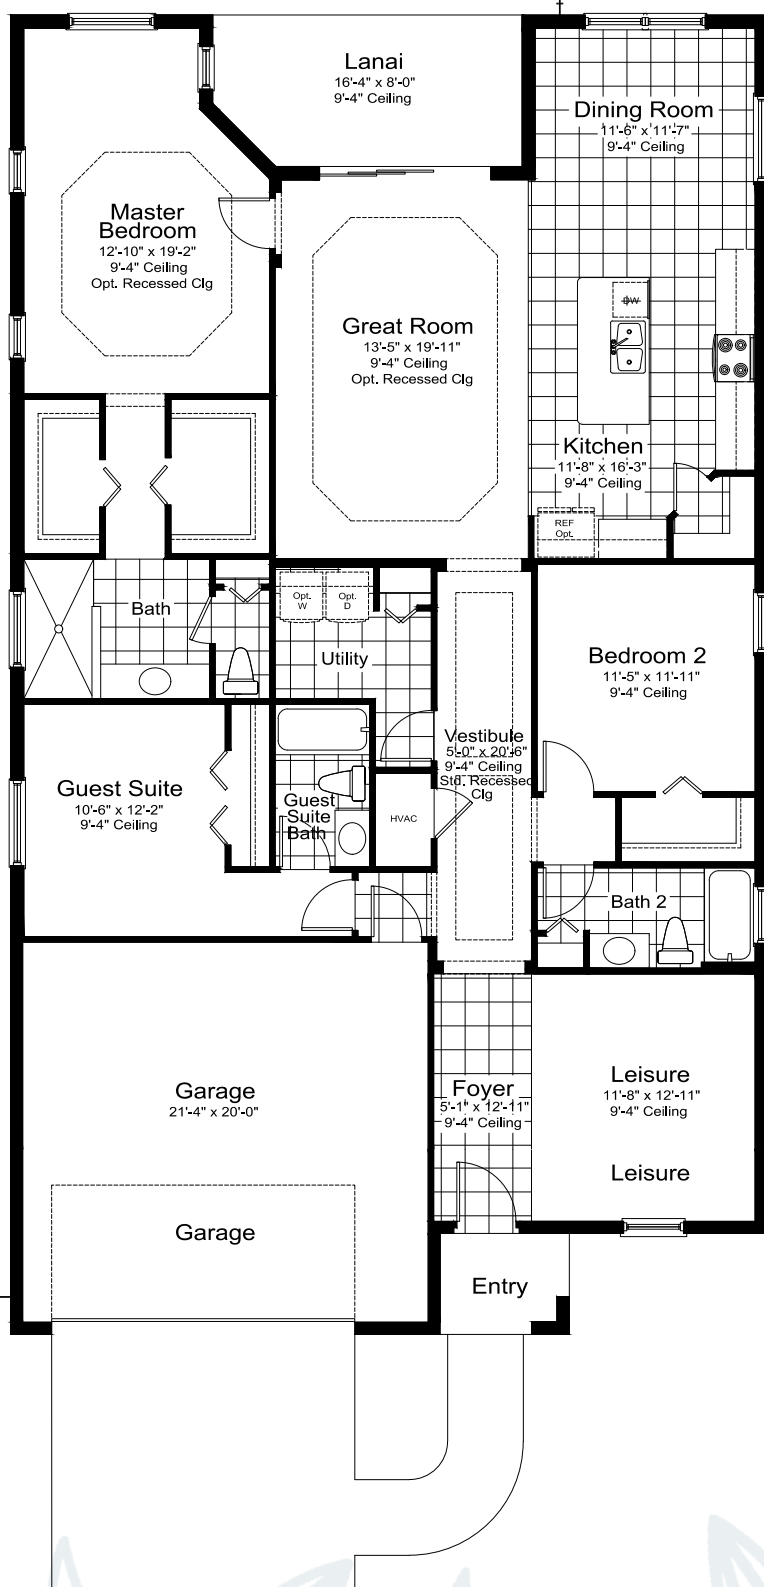 Lanai
16'-4" x 8'-0"
9'-4" Ceiling
Dining Room
11'-6" x 11'-7"
9'-4" Ceiling
Master
Bedroom
12'-10" x 19'-2"
9'-4" Ceiling
Opt. Recessed Clg
Great Room
13'-5" x 19'-11"
9'-4" Ceiling
Opt. Recessed Clg
DW
Kitchen
11'-8" x 16'-3"
9'-4" Ceiling
REF
Opt.
Bath
Opt.
W
Opt.
D
Utility
Bedroom 2
11'-5" x 11'-11"
9'-4" Ceiling
Vestibule
5'-0" x 20'-6"
9'-4" Ceiling
Std. Recessed
Clg
Guest Suite
10'-6" x 12'-2"
9'-4" Ceiling
Guest
Suite
Bath
HVAC
Bath 2
Garage
21'-4" x 20'-0"
Foyer
5'-1" x 12'-11"
9'-4" Ceiling
Leisure
11'-8" x 12'-11"
9'-4" Ceiling
Leisure
Garage
Entry